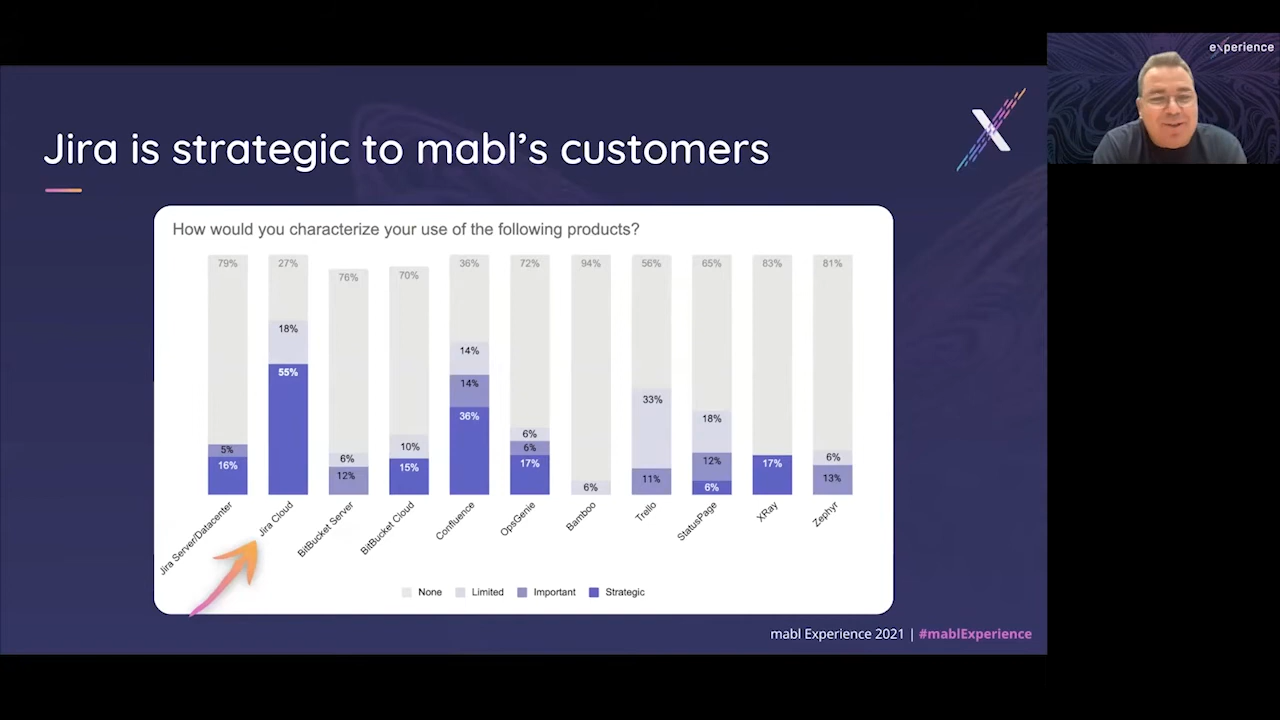 experience
Jira is strategic to mabl’s customers
How would you characterize your use of the following products?
79% 27% 76% 70% 36% 72% 94% 56% 65% 83% 81%
18%
14%
55%
14%
33%
36%
18%
6%
5% 6% 10% 6% 12% 6%
16% 12% 15% 17% 6% 11% 6% 17% 13%
Jira Server/Datacenter
Jira Cloud
BitBucket Server
BitBucket Cloud
Confluence
OpsGenie
Bamboo
Trello
StatusPage
XRay
Zephyr
None Limited Important Strategic
mabl Experience 2021 | #mablExperience